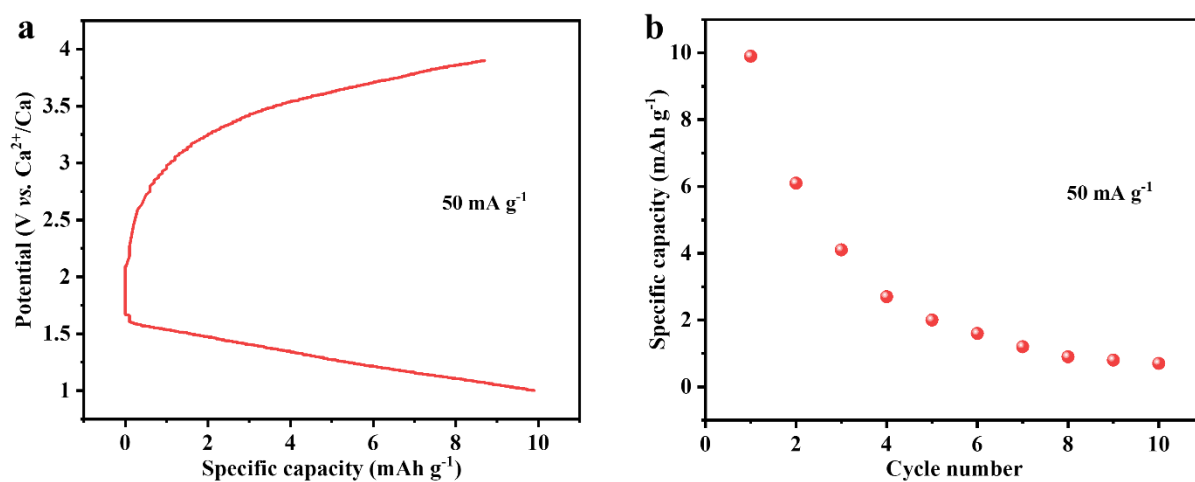 a
4
3.5
3
2.5
2
1.5
1
Potential (V vs. Ca²⁺/Ca)
50 mA g⁻¹
0 2 4 6 8 10
Specific capacity (mAh g⁻¹)
b
10
8
6
4
2
0
Specific capacity (mAh g⁻¹)
50 mA g⁻¹
0 2 4 6 8 10
Cycle number